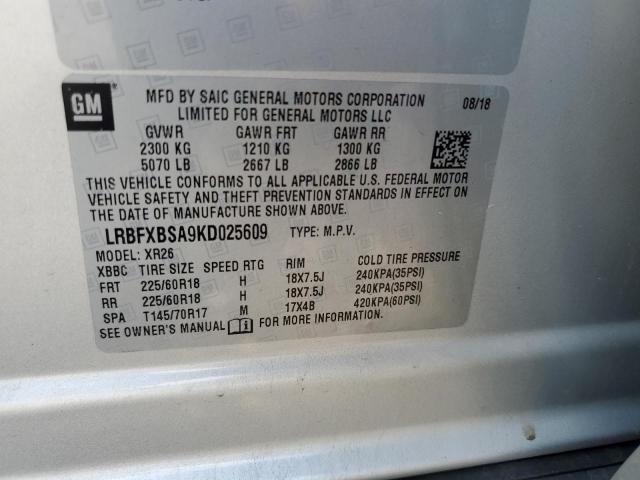 GM
MFD BY SAIC GENERAL MOTORS CORPORATION 08/18
LIMITED FOR GENERAL MOTORS LLC
GVWR GAWR FRT GAWR RR
2300 KG 1210 KG 1300 KG
5070 LB 2667 LB 2866 LB
THIS VEHICLE CONFORMS TO ALL APPLICABLE U.S. FEDERAL MOTOR
VEHICLE SAFETY AND THEFT PREVENTION STANDARDS IN EFFECT ON
THE DATE OF MANUFACTURE SHOWN ABOVE.
LRBFXBSA9KD025609 TYPE: M.P.V.
MODEL: XR26
XBBC TIRE SIZE SPEED RTG RIM COLD TIRE PRESSURE
FRT 225/60R18 H 18X7.5J 240KPA(35PSI)
RR 225/60R18 H 18X7.5J 240KPA(35PSI)
SPA T145/70R17 M 17X4B 420KPA(60PSI)
SEE OWNER'S MANUAL FOR MORE INFORMATION.